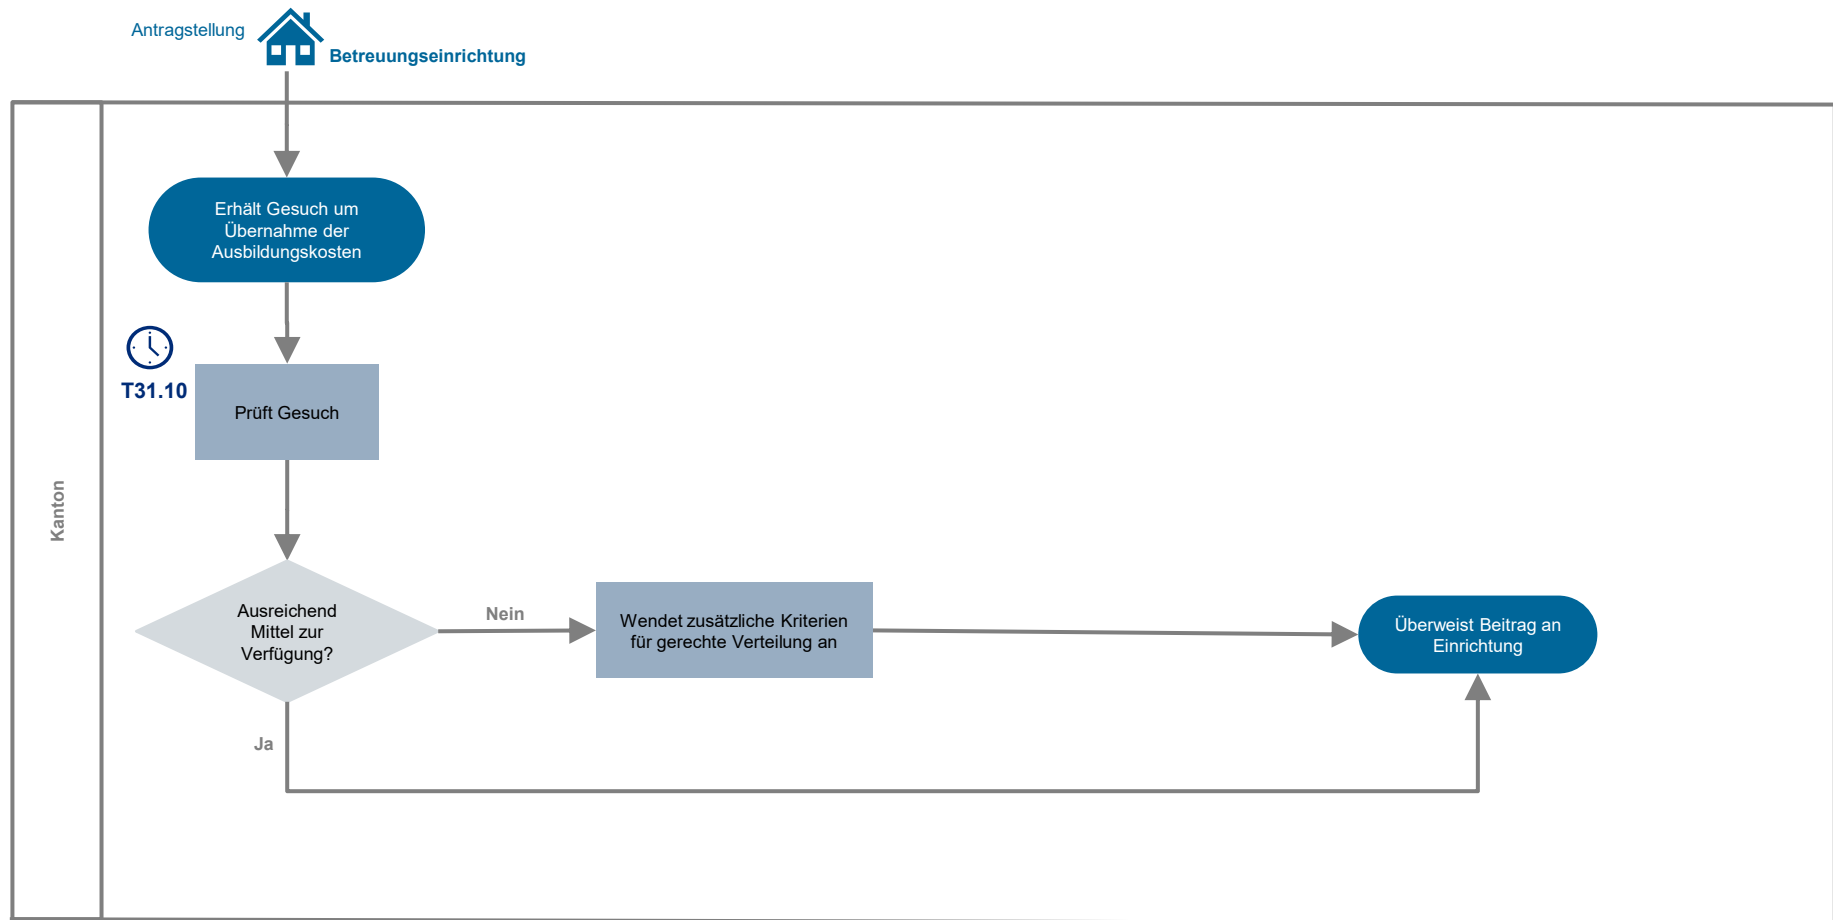 Antragstellung
Betreuungseinrichtung
Erhält Gesuch um
Übernahme der
Ausbildungskosten
T31.10
Prüft Gesuch
Kanton
Ausreichend
Mittel zur
Verfügung?
Nein
Wendet zusätzliche Kriterien
für gerechte Verteilung an
Überweist Beitrag an
Einrichtung
Ja